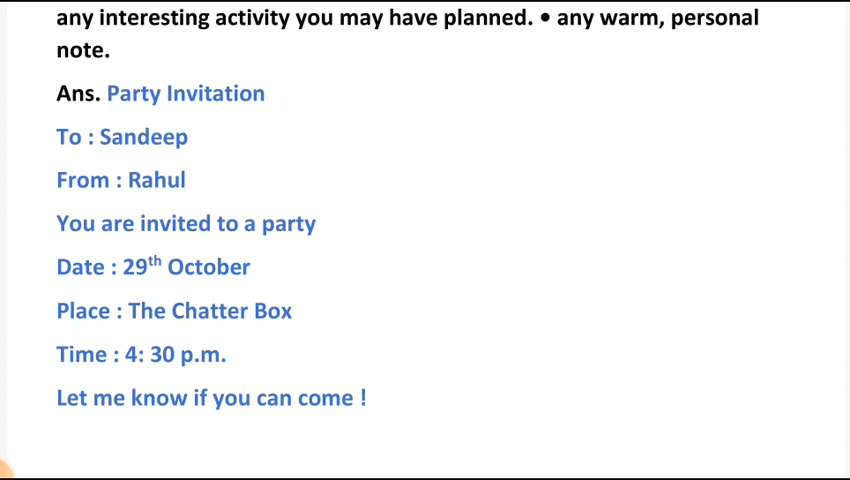 any interesting activity you may have planned. • any warm, personal
note.
Ans. Party Invitation
To : Sandeep
From : Rahul
You are invited to a party
Date : 29th October
Place : The Chatter Box
Time : 4: 30 p.m.
Let me know if you can come !